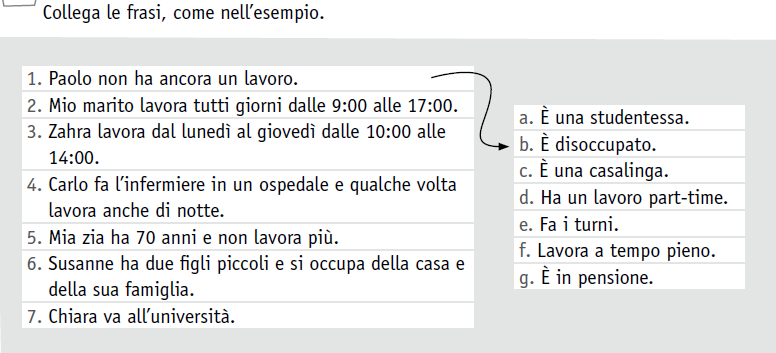 Collega le frasi, come nell'esempio.
1. Paolo non ha ancora un lavoro.
2. Mio marito lavora tutti giorni dalle 9:00 alle 17:00.
3. Zahra lavora dal lunedì al giovedì dalle 10:00 alle
14:00.
4. Carlo fa l'infermiere in un ospedale e qualche volta
lavora anche di notte.
5. Mia zia ha 70 anni e non lavora più.
6. Susanne ha due figli piccoli e si occupa della casa e
della sua famiglia.
7. Chiara va all'università.
a. È una studentessa.
b. È disoccupato.
c. È una casalinga.
d. Ha un lavoro part-time.
e. Fa i turni.
f. Lavora a tempo pieno.
g. È in pensione.